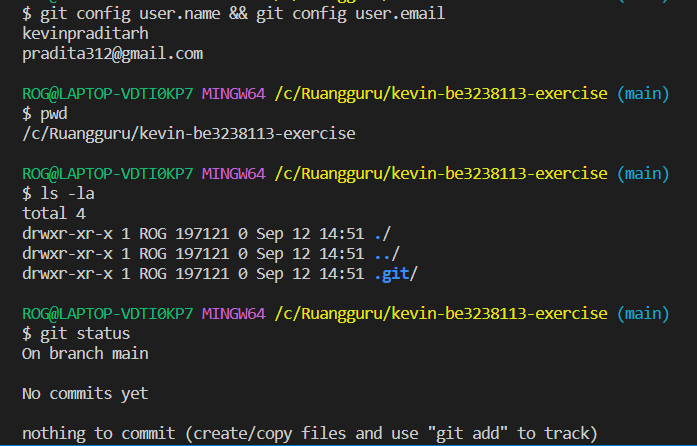 $ git config user.name && git config user.email
kevinpraditarh
pradita312@gmail.com
ROG@LAPTOP-VDTI0KP7 MINGW64 /c/Ruangguru/kevin-be3238113-exercise (main)
$ pwd
/c/Ruangguru/kevin-be3238113-exercise
ROG@LAPTOP-VDTI0KP7 MINGW64 /c/Ruangguru/kevin-be3238113-exercise (main)
$ ls -la
total 4
drwxr-xr-x 1 ROG 197121 0 Sep 12 14:51 ./
drwxr-xr-x 1 ROG 197121 0 Sep 12 14:51 ../
drwxr-xr-x 1 ROG 197121 0 Sep 12 14:51 .git/
ROG@LAPTOP-VDTI0KP7 MINGW64 /c/Ruangguru/kevin-be3238113-exercise (main)
$ git status
On branch main
No commits yet
nothing to commit (create/copy files and use "git add" to track)